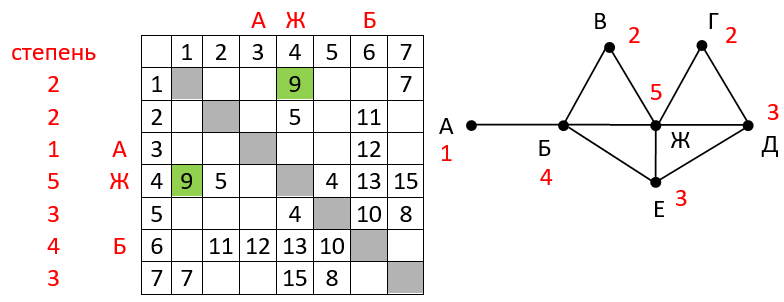 А Ж Б
степень 1 2 3 4 5 6 7
2 1 9 7
2 2 5 11
1 А 3 12
5 Ж 4 9 5 4 13 15
3 5 4 10 8
4 Б 6 11 12 13 10
3 7 7 15 8
В 2 Г 2
А 1 Б 4 5 Ж 3 Д
Е 3